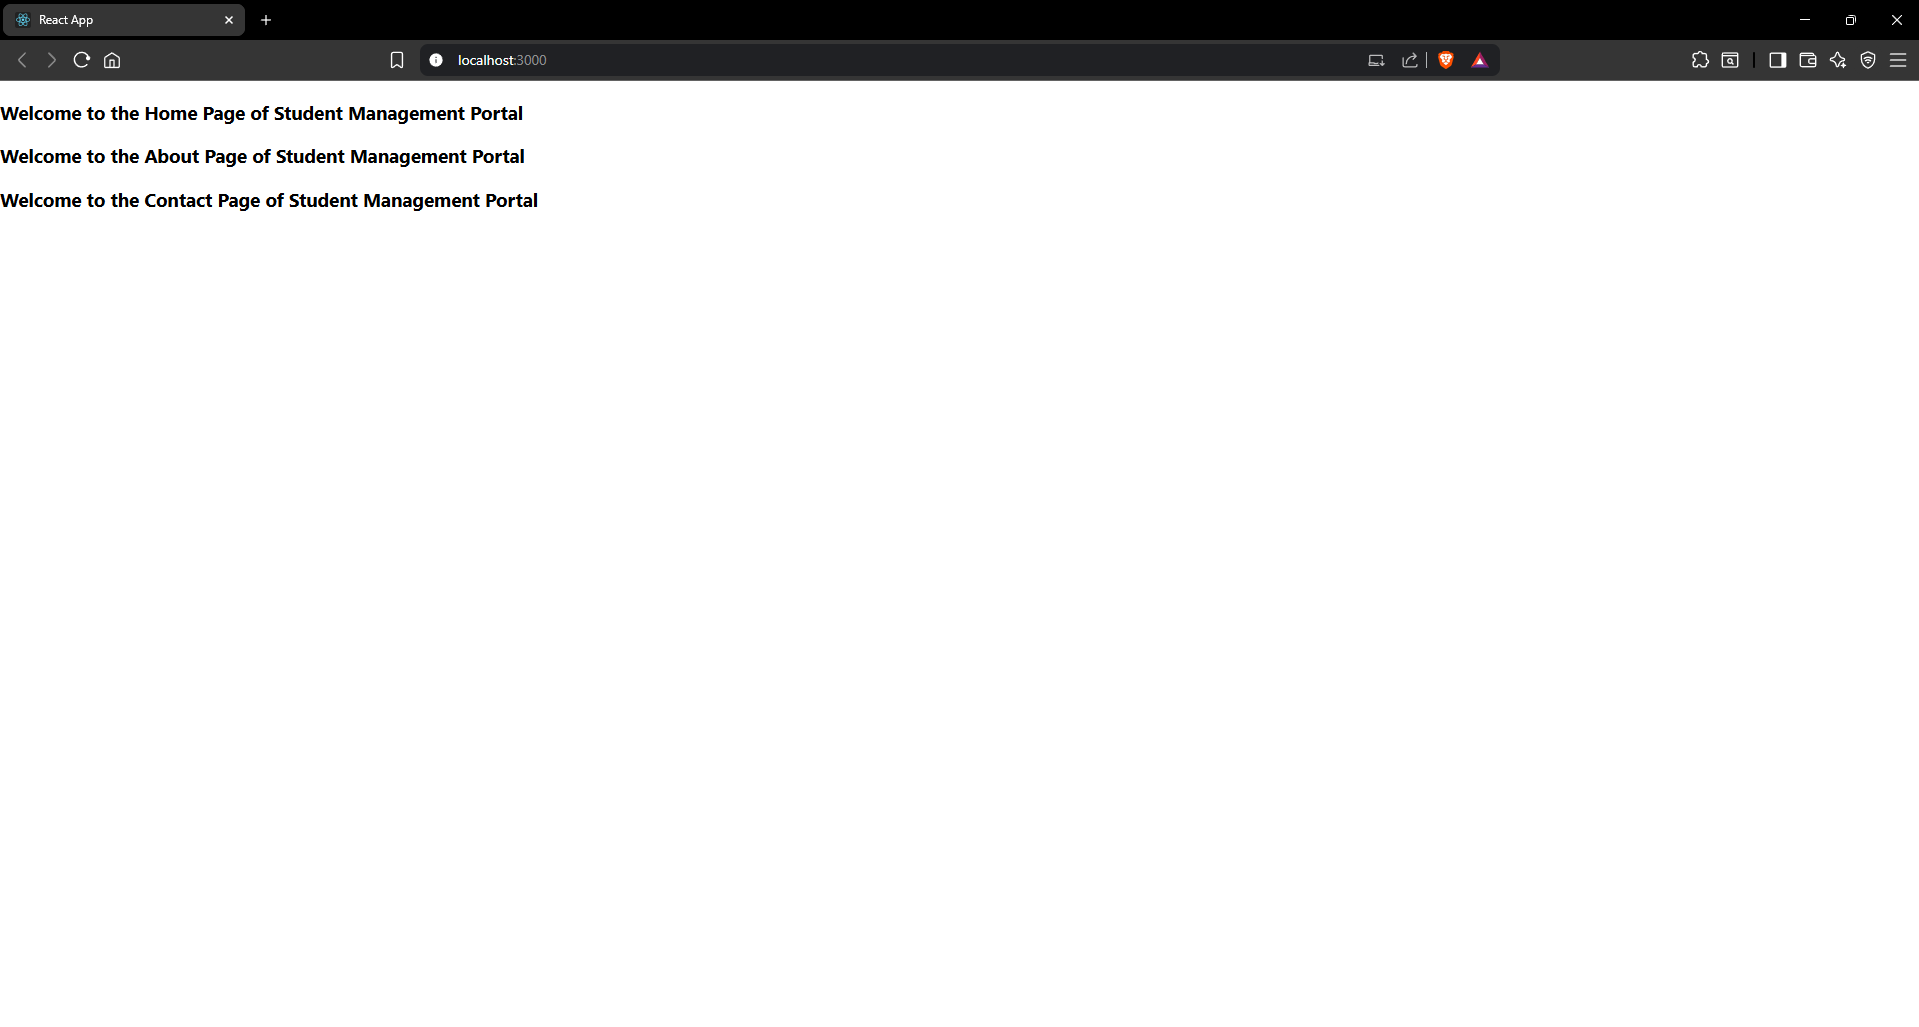 React App
localhost:3000
Welcome to the Home Page of Student Management Portal
Welcome to the About Page of Student Management Portal
Welcome to the Contact Page of Student Management Portal